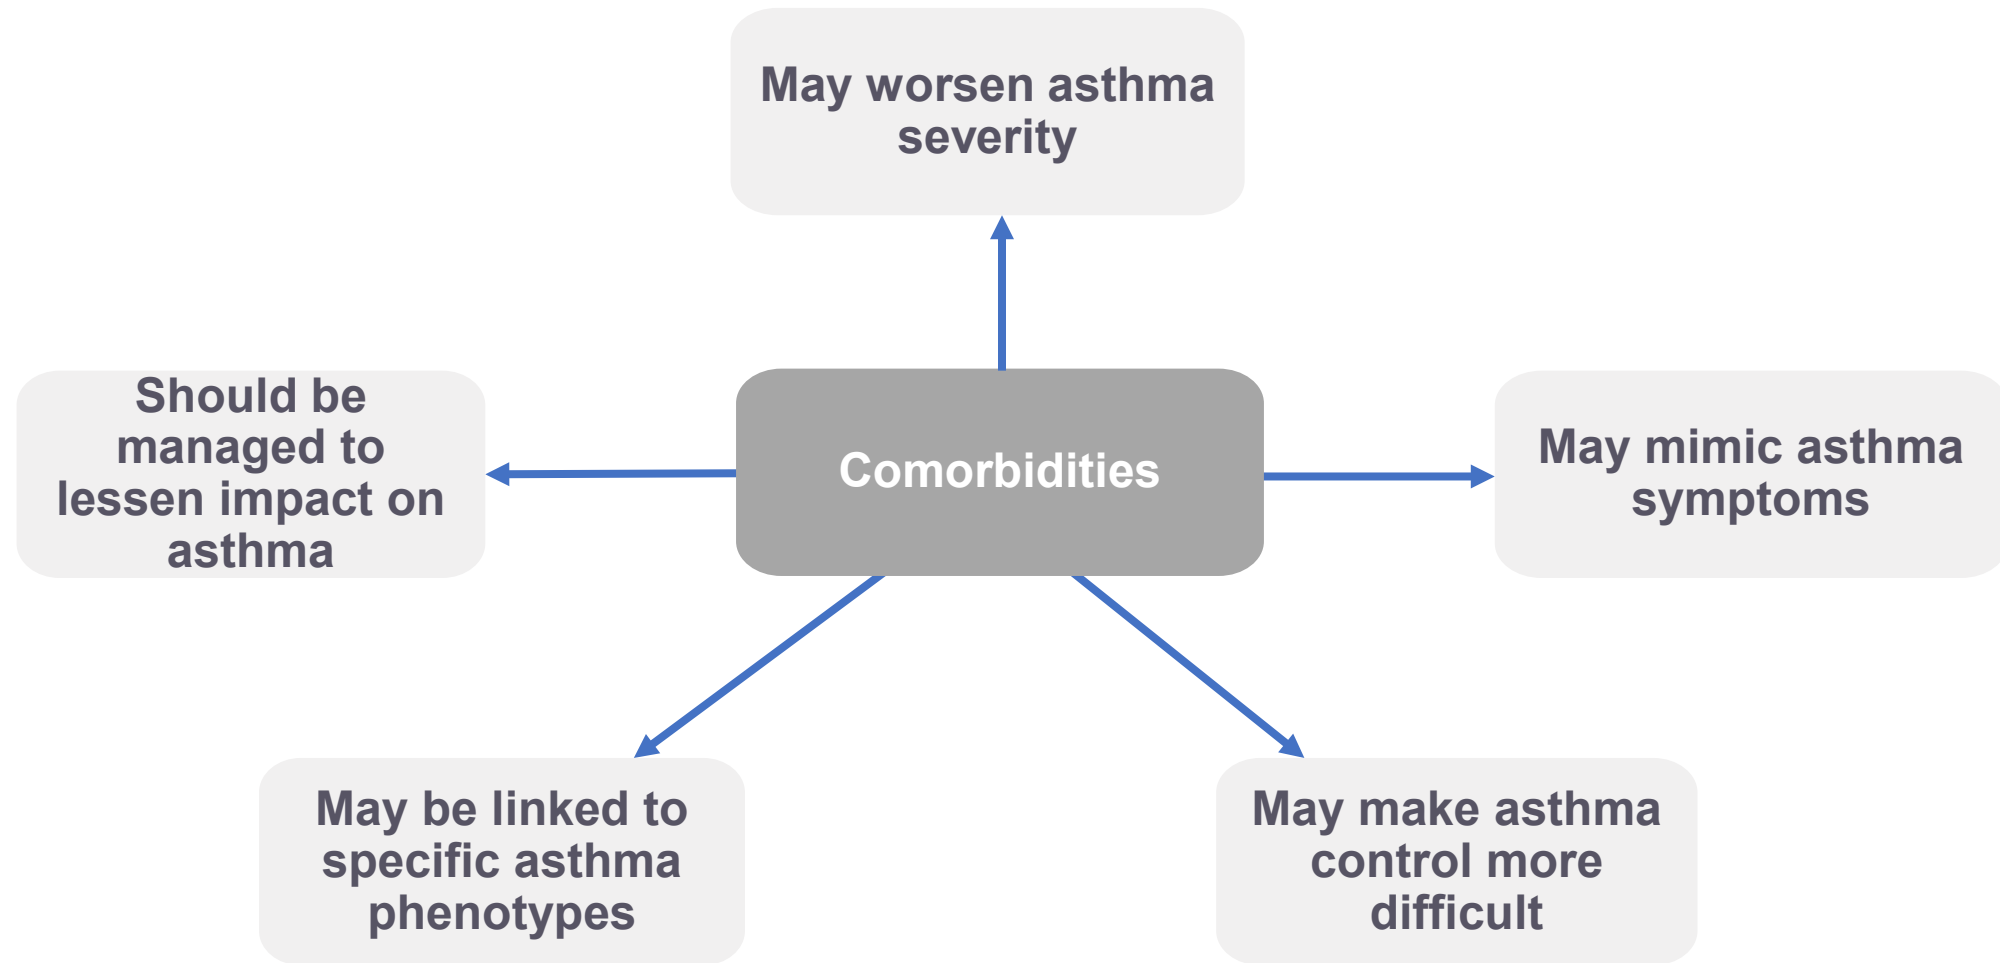 May worsen asthma
severity
Should be
managed to
lessen impact on
asthma
Comorbidities
May mimic asthma
symptoms
May be linked to
specific asthma
phenotypes
May make asthma
control more
difficult